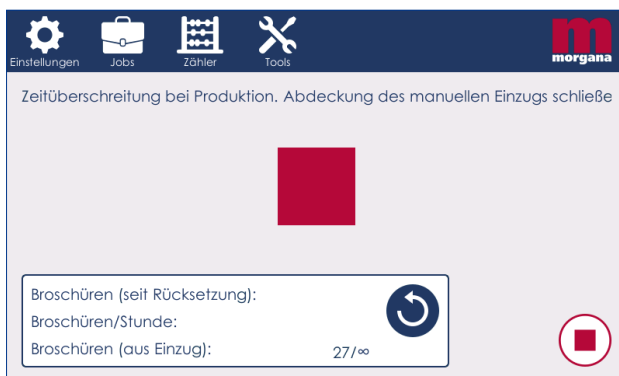 Einstellungen Jobs Zähler Tools
m
morgana
Zeitüberschreitung bei Produktion. Abdeckung des manuellen Einzugs schließe
Broschüren (seit Rücksetzung):
Broschüren/Stunde:
Broschüren (aus Einzug): 27/∞